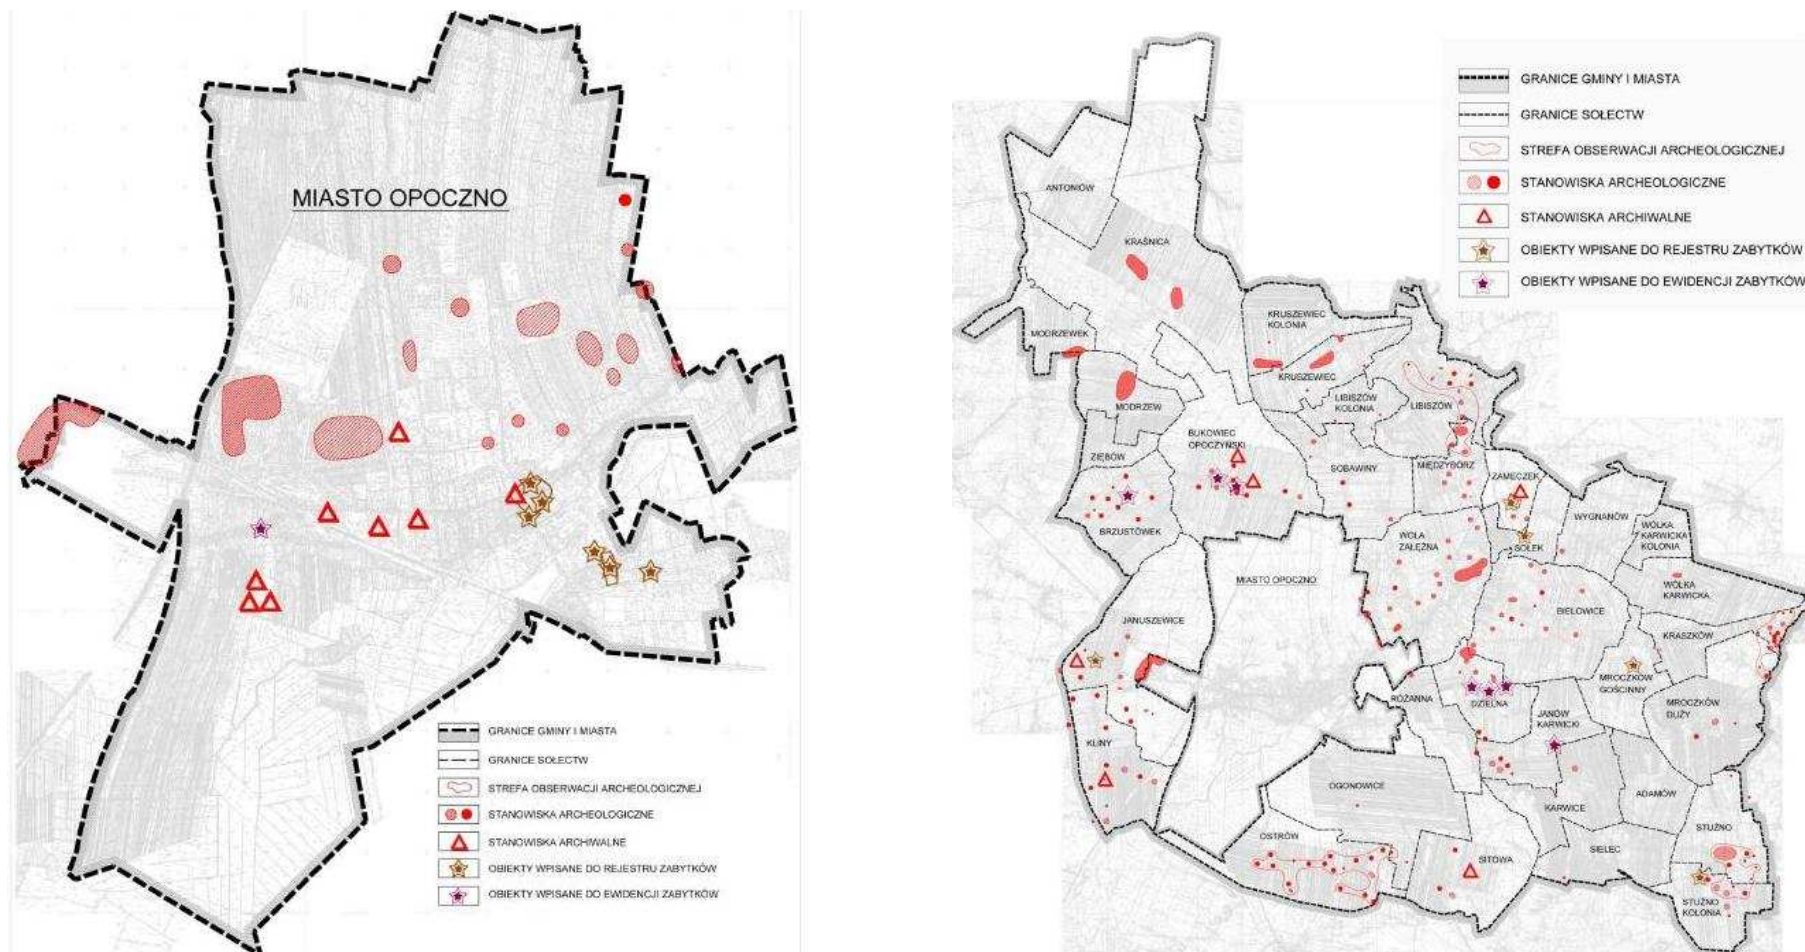 MIASTO OPOCZNO
GRANICE GMINY I MIASTA
GRANICE SOŁECTW
STREFA OBSERWACJI ARCHEOLOGICZNEJ
STANOWISKA ARCHEOLOGICZNE
STANOWISKA ARCHIWALNE
OBIEKTY WPISANE DO REJESTRU ZABYTKÓW
OBIEKTY WPISANE DO EWIDENCJI ZABYTKÓW
GRANICE GMINY I MIASTA
GRANICE SOŁECTW
STREFA OBSERWACJI ARCHEOLOGICZNEJ
STANOWISKA ARCHEOLOGICZNE
STANOWISKA ARCHIWALNE
OBIEKTY WPISANE DO REJESTRU ZABYTKÓW
OBIEKTY WPISANE DO EWIDENCJI ZABYTKÓW
ANTONIÓW
KRAŚNICA
KRUSZEWIEC
KOLONIA
MODRZEWEK
KRUSZEWIEC
MODRZEW
LIBISZÓW
KOLONIA
LIBISZÓW
BUKOWIEC
OPOCZYŃSKI
ZIĘBÓW
SOBAWINY
MIĘDZYBÓRZ
ZAMECZEK
BRZUSTÓWEK
WYGNANÓW
WÓLKA
KARWICKA
KOLONIA
WOLA
ZAŁĘŻNA
SOŁEK
MIASTO OPOCZNO
WÓLKA
KARWICKA
BIELOWICE
JANUSZEWICE
KRASZKÓW
MROCZKÓW
GOŚCINNY
RÓŻANNA
DZIELNA
MROCZKÓW
DUŻY
JANÓW
KARWICKI
KLINY
OGONOWICE
ADAMÓW
KARWICE
OSTRÓW
STUŻNO
SIELEC
SITOWA
STUŻNO
KOLONIA